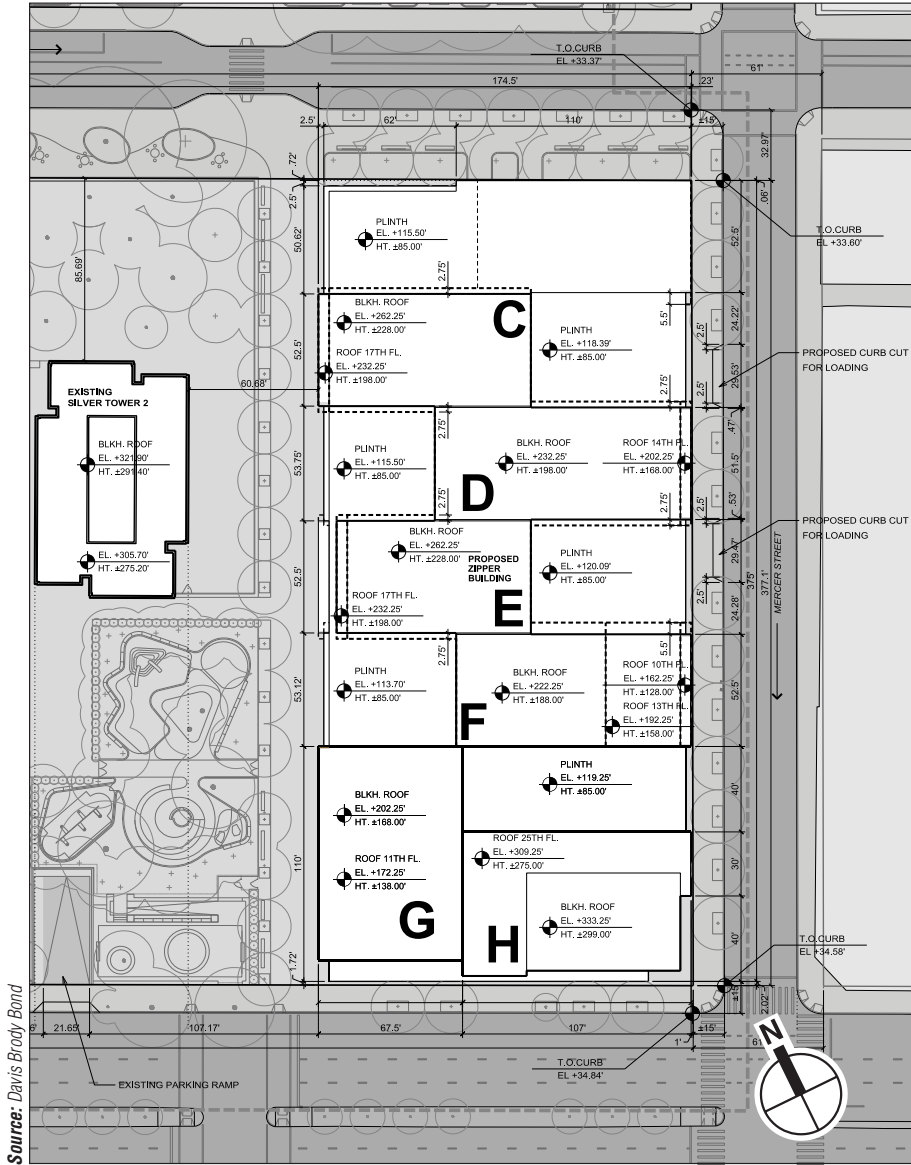 T.O.CURB
EL +33.37'
61'
174.5'
.23'
2.5'
62'
110'
±15'
32.97'
.72'
2.5'
.06'
PLINTH
EL. +115.50'
HT. ±85.00'
50.62'
52.5'
T.O.CURB
EL +33.60'
85.69'
2.75'
BLKH. ROOF
EL. +262.25'
HT. ±228.00'
C
5.5'
24.22'
PLINTH
EL. +118.39'
HT. ±85.00'
2.5'
ROOF 17TH FL.
EL. +232.25'
HT. ±198.00'
52.5'
29.53'
PROPOSED CURB CUT
FOR LOADING
60.68'
2.75'
2.5'
EXISTING
SILVER TOWER 2
BLKH. ROOF
EL. +321.90'
HT. ±291.40'
EL. +305.70'
HT. ±275.20'
.47'
2.75'
PLINTH
EL. +115.50'
HT. ±85.00'
BLKH. ROOF
EL. +232.25'
HT. ±198.00'
ROOF 14TH FL.
EL. +202.25'
HT. ±168.00'
53.75'
51.5'
D
2.75'
2.75'
2.5'
.53'
PROPOSED CURB CUT
FOR LOADING
BLKH. ROOF
EL. +262.25'
HT. ±228.00'
PROPOSED
ZIPPER
BUILDING
PLINTH
EL. +120.09'
HT. ±85.00'
52.5'
29.47'
E
2.5'
ROOF 17TH FL.
EL. +232.25'
HT. ±198.00'
24.28'
375'
377.1'
MERCER STREET
2.75'
5.5'
PLINTH
EL. +113.70'
HT. ±85.00'
BLKH. ROOF
EL. +222.25'
HT. ±188.00'
ROOF 10TH FL.
EL. +162.25'
HT. ±128.00'
ROOF 13TH FL.
EL. +192.25'
HT. ±158.00'
53.12'
52.5'
F
PLINTH
EL. +119.25'
HT. ±85.00'
40'
BLKH. ROOF
EL. +202.25'
HT. ±168.00'
ROOF 11TH FL.
EL. +172.25'
HT. ±138.00'
110'
ROOF 25TH FL.
EL. +309.25'
HT. ±275.00'
30'
G
H
BLKH. ROOF
EL. +333.25'
HT. ±299.00'
40'
T.O.CURB
EL +34.58'
1.72'
±15'
2.02'
6'
21.65'
107.17'
67.5'
107'
1'
±15'
61'
T.O.CURB
EL +34.84'
EXISTING PARKING RAMP
N
Source: Davis Brody Bond